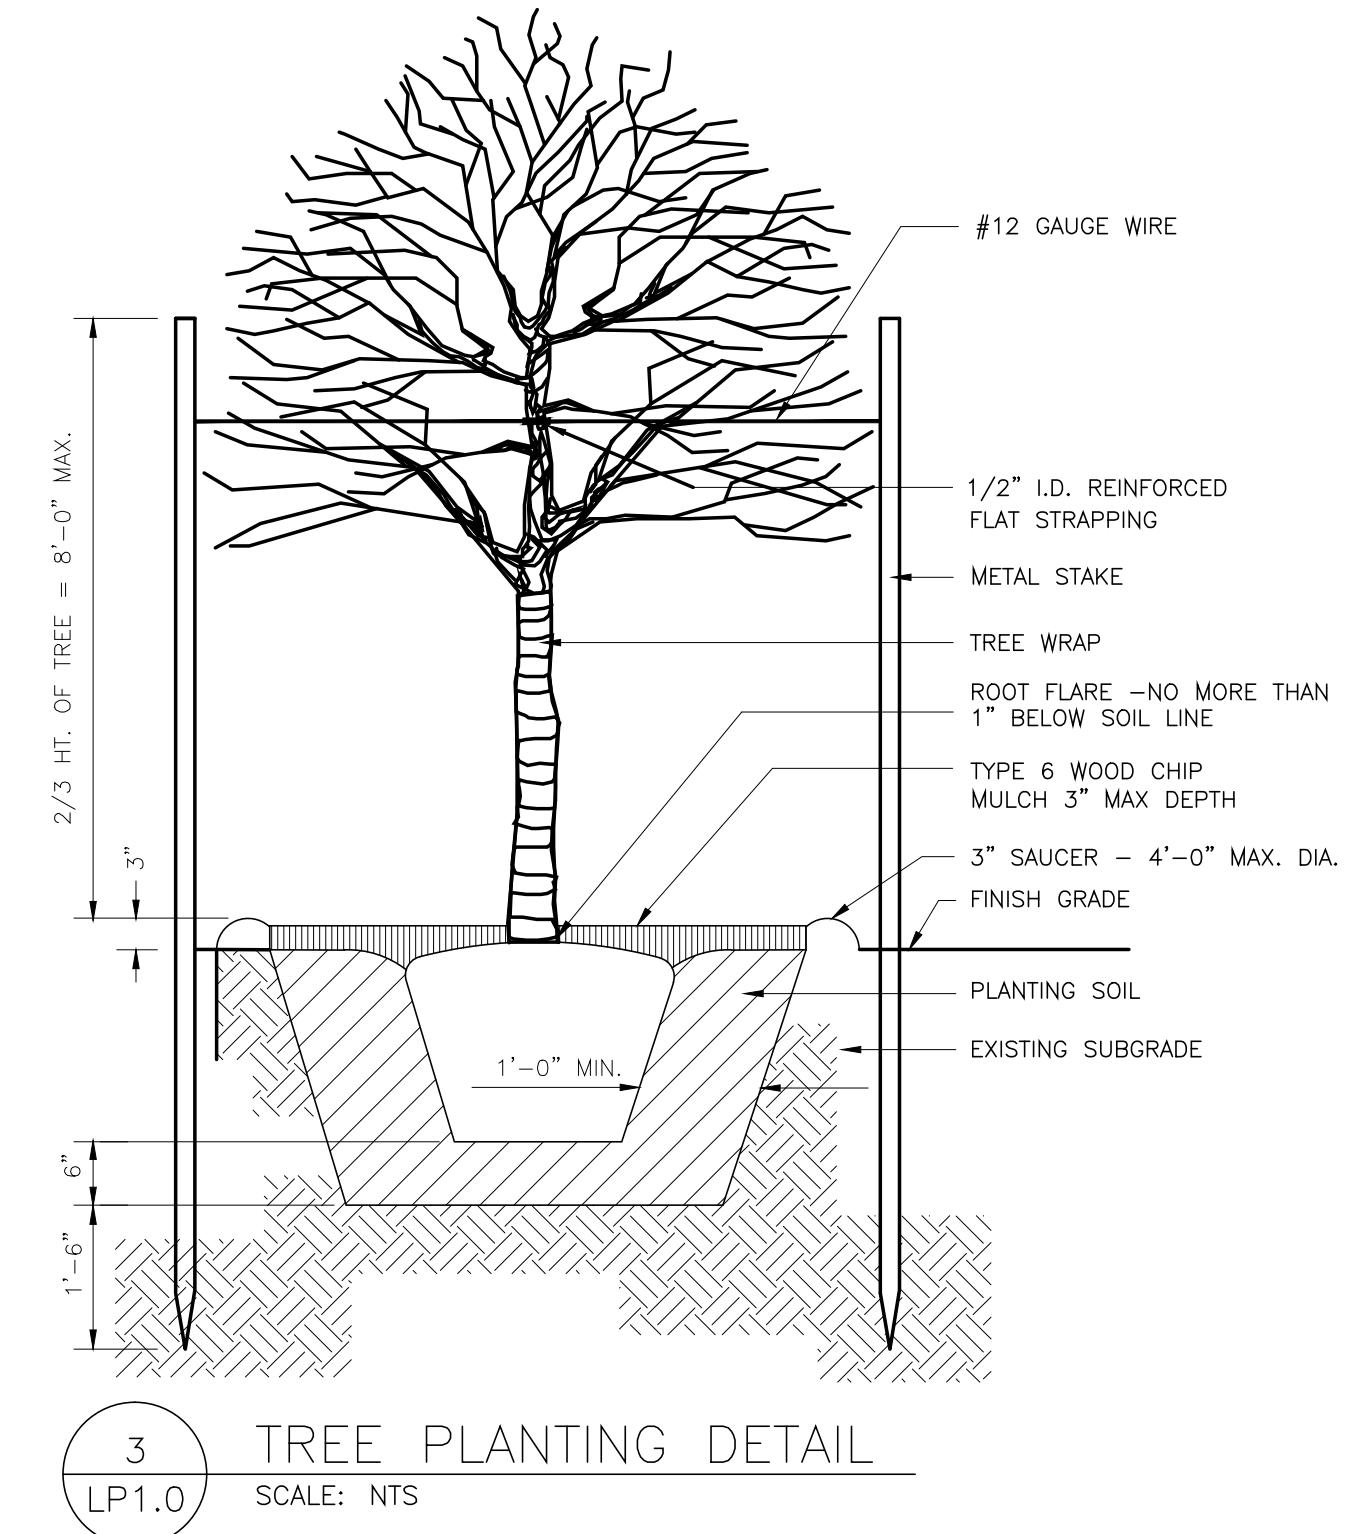 #12 GAUGE WIRE
1/2" I.D. REINFORCED
FLAT STRAPPING
METAL STAKE
TREE WRAP
ROOT FLARE -NO MORE THAN
1" BELOW SOIL LINE
TYPE 6 WOOD CHIP
MULCH 3" MAX DEPTH
3" SAUCER - 4'-0" MAX. DIA.
FINISH GRADE
PLANTING SOIL
EXISTING SUBGRADE
2/3 HT. OF TREE = 8'-0" MAX.
3"
1'-0" MIN.
6"
1'-6"
3
LP1.0
TREE PLANTING DETAIL
SCALE: NTS